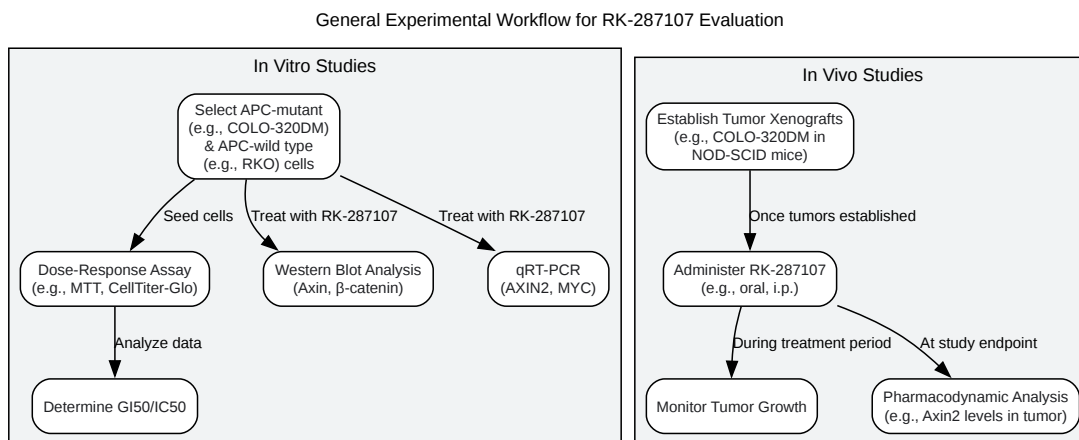 General Experimental Workflow for RK-287107 Evaluation
In Vitro Studies
Select APC-mutant
(e.g., COLO-320DM)
& APC-wild type
(e.g., RKO) cells
Seed cells
Treat with RK-287107
Treat with RK-287107
Dose-Response Assay
(e.g., MTT, CellTiter-Glo)
Western Blot Analysis
(Axin, β-catenin)
qRT-PCR
(AXIN2, MYC)
Analyze data
Determine GI50/IC50
In Vivo Studies
Establish Tumor Xenografts
(e.g., COLO-320DM in
NOD-SCID mice)
Once tumors established
Administer RK-287107
(e.g., oral, i.p.)
During treatment period
At study endpoint
Monitor Tumor Growth
Pharmacodynamic Analysis
(e.g., Axin2 levels in tumor)